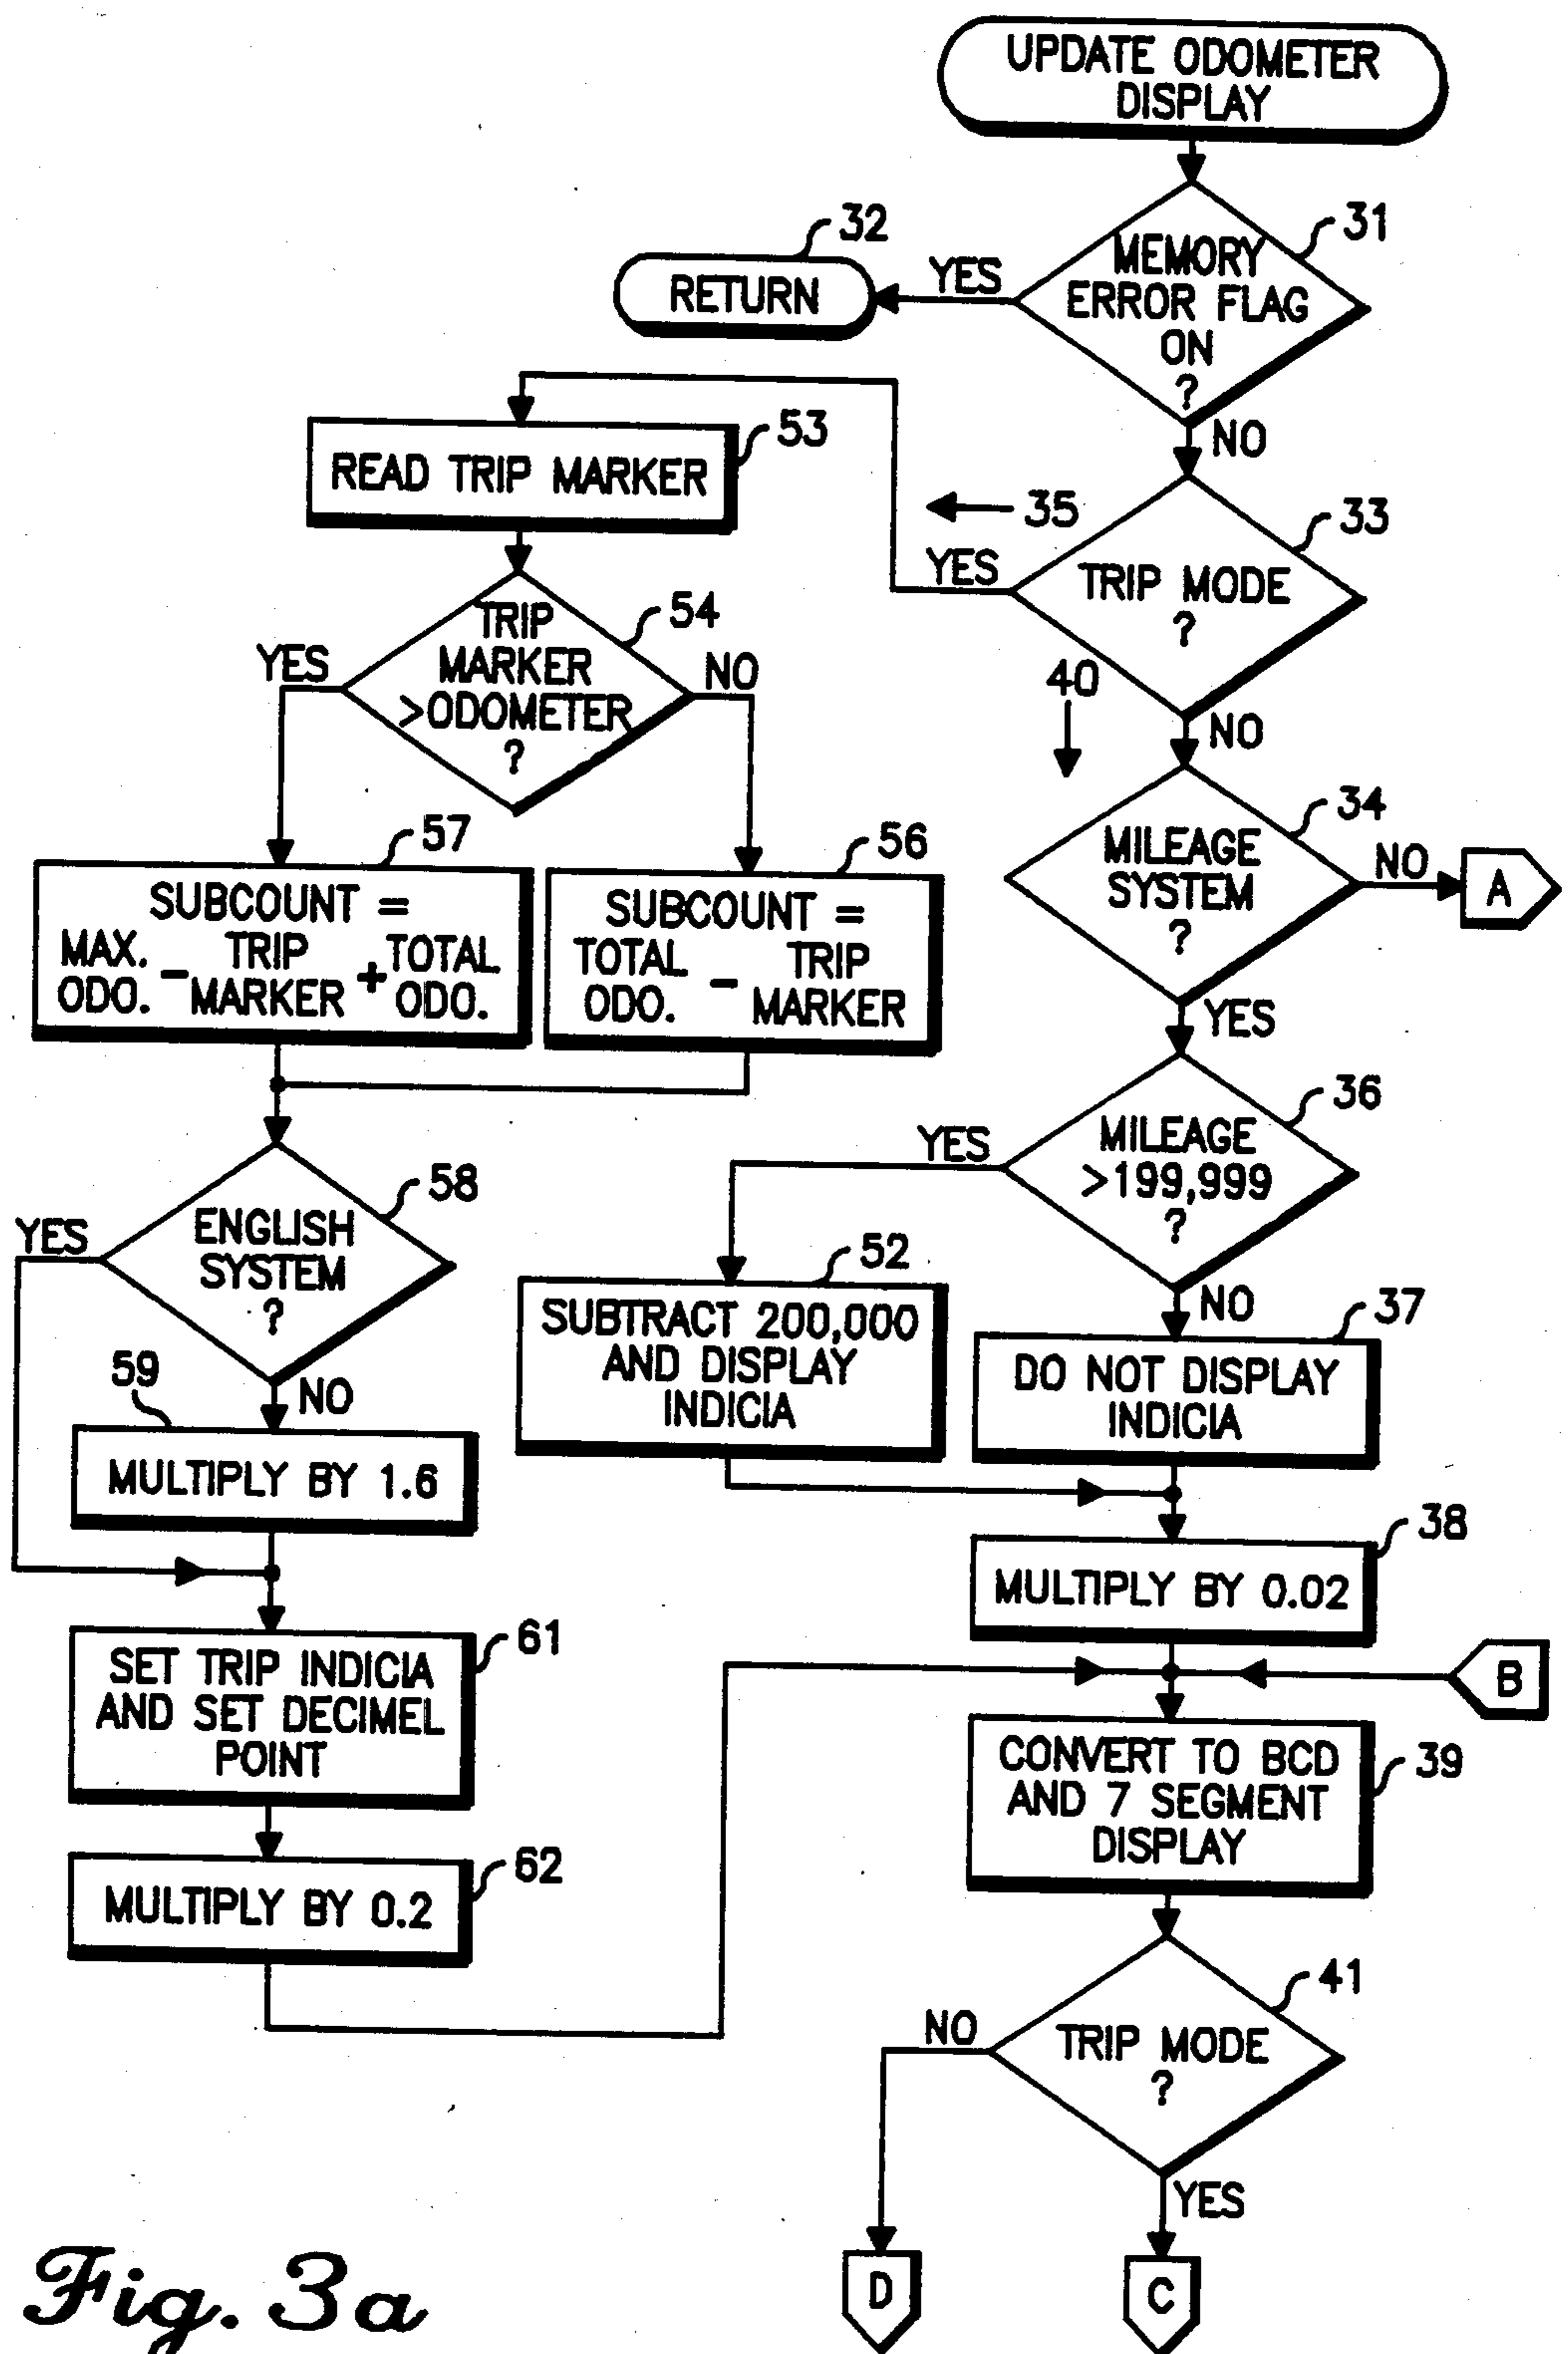 UPDATE ODOMETER
DISPLAY
31
MEMORY
ERROR FLAG
ON
?
YES
32
RETURN
NO
33
TRIP MODE
?
35
YES
53
READ TRIP MARKER
54
TRIP
MARKER
>ODOMETER
?
YES
NO
57
SUBCOUNT =
MAX. ODO. - TRIP MARKER + TOTAL ODO.
56
SUBCOUNT =
TOTAL ODO. - TRIP MARKER
40
NO
34
MILEAGE
SYSTEM
?
NO
A
YES
36
MILEAGE
>199,999
?
YES
52
SUBTRACT 200,000
AND DISPLAY
INDICIA
NO
37
DO NOT DISPLAY
INDICIA
58
ENGLISH
SYSTEM
?
YES
NO
59
MULTIPLY BY 1.6
38
MULTIPLY BY 0.02
61
SET TRIP INDICIA
AND SET DECIMEL
POINT
B
39
CONVERT TO BCD
AND 7 SEGMENT
DISPLAY
62
MULTIPLY BY 0.2
41
TRIP MODE
?
NO
YES
D
C
Fig. 3a